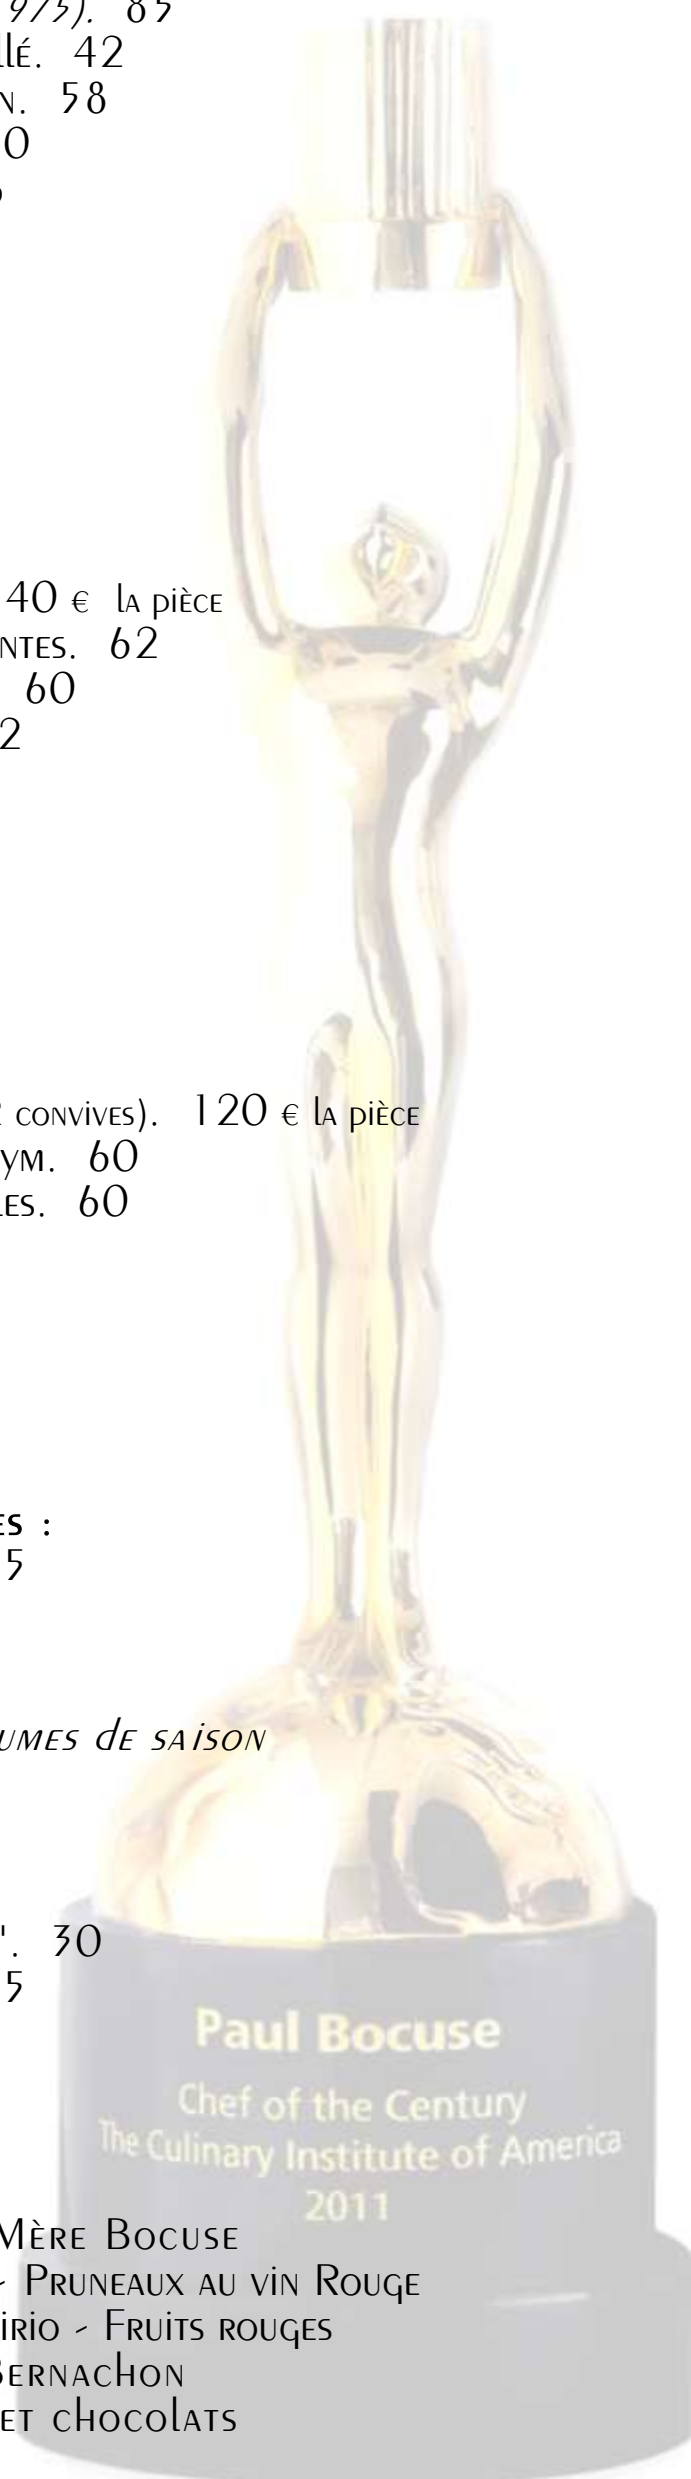 975). 85
llé. 42
N. 58
0
40 € la pièce
NTES. 62
60
2
convives). 120 € la pièce
YM. 60
LES. 60
ES :
5
UMES dE SAiSON
". 30
5
Paul Bocuse
Chef of the Century
The Culinary Institute of America
2011
MÈRE BOCUSE
- PRUNEAUX AU viN ROUGE
iRiO - FRUiTS ROUGES
BERNACHON
ET CHOCOLATS